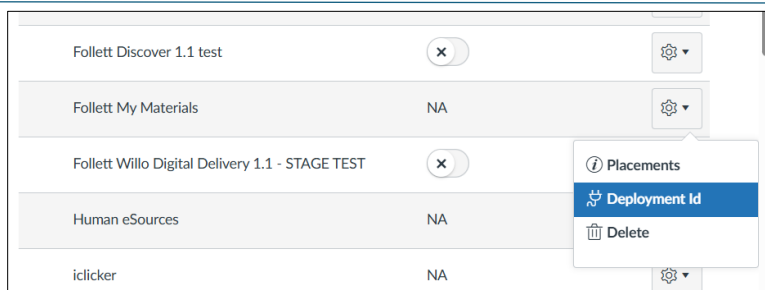 Follett Discover 1.1 test
Follett My Materials NA
Follett Willo Digital Delivery 1.1 - STAGE TEST
Placements
Deployment Id
Human eSources NA
Delete
iclicker NA